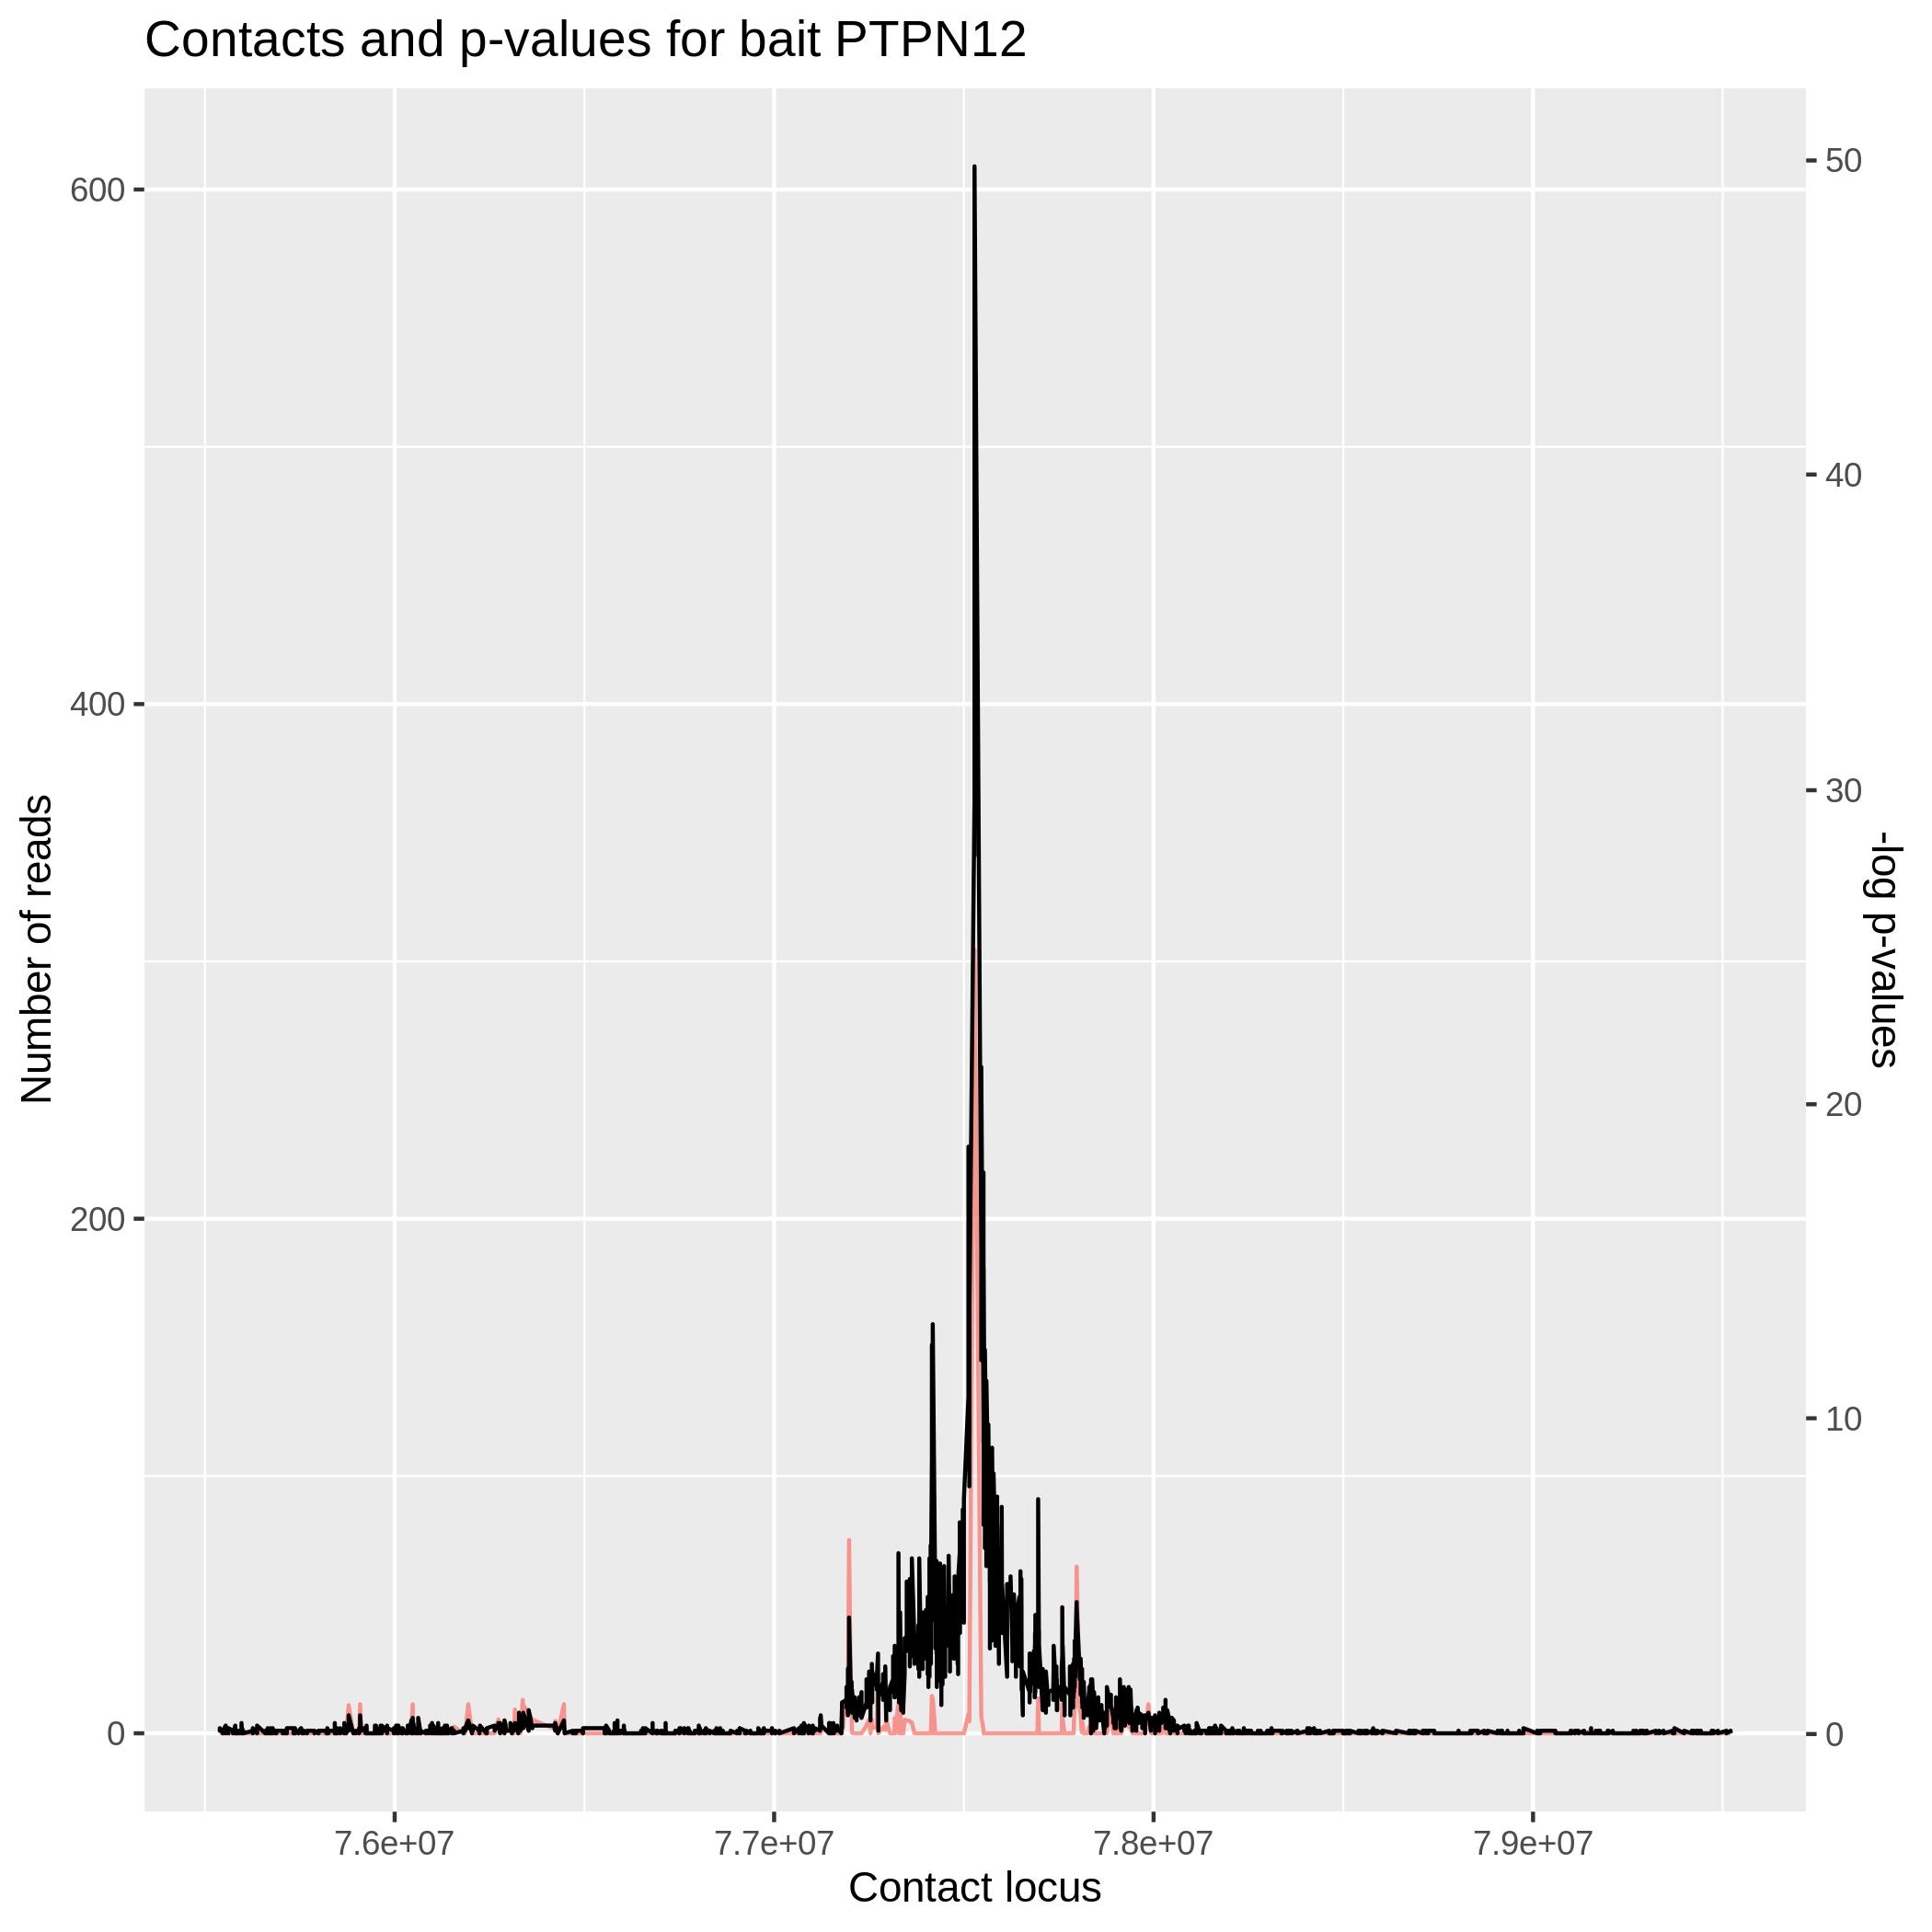 Contacts and p-values for bait PTPN12
600
400
200
0
Number of reads
50
40
30
20
10
0
-log p-values
7.6e+07
7.7e+07
7.8e+07
7.9e+07
Contact locus